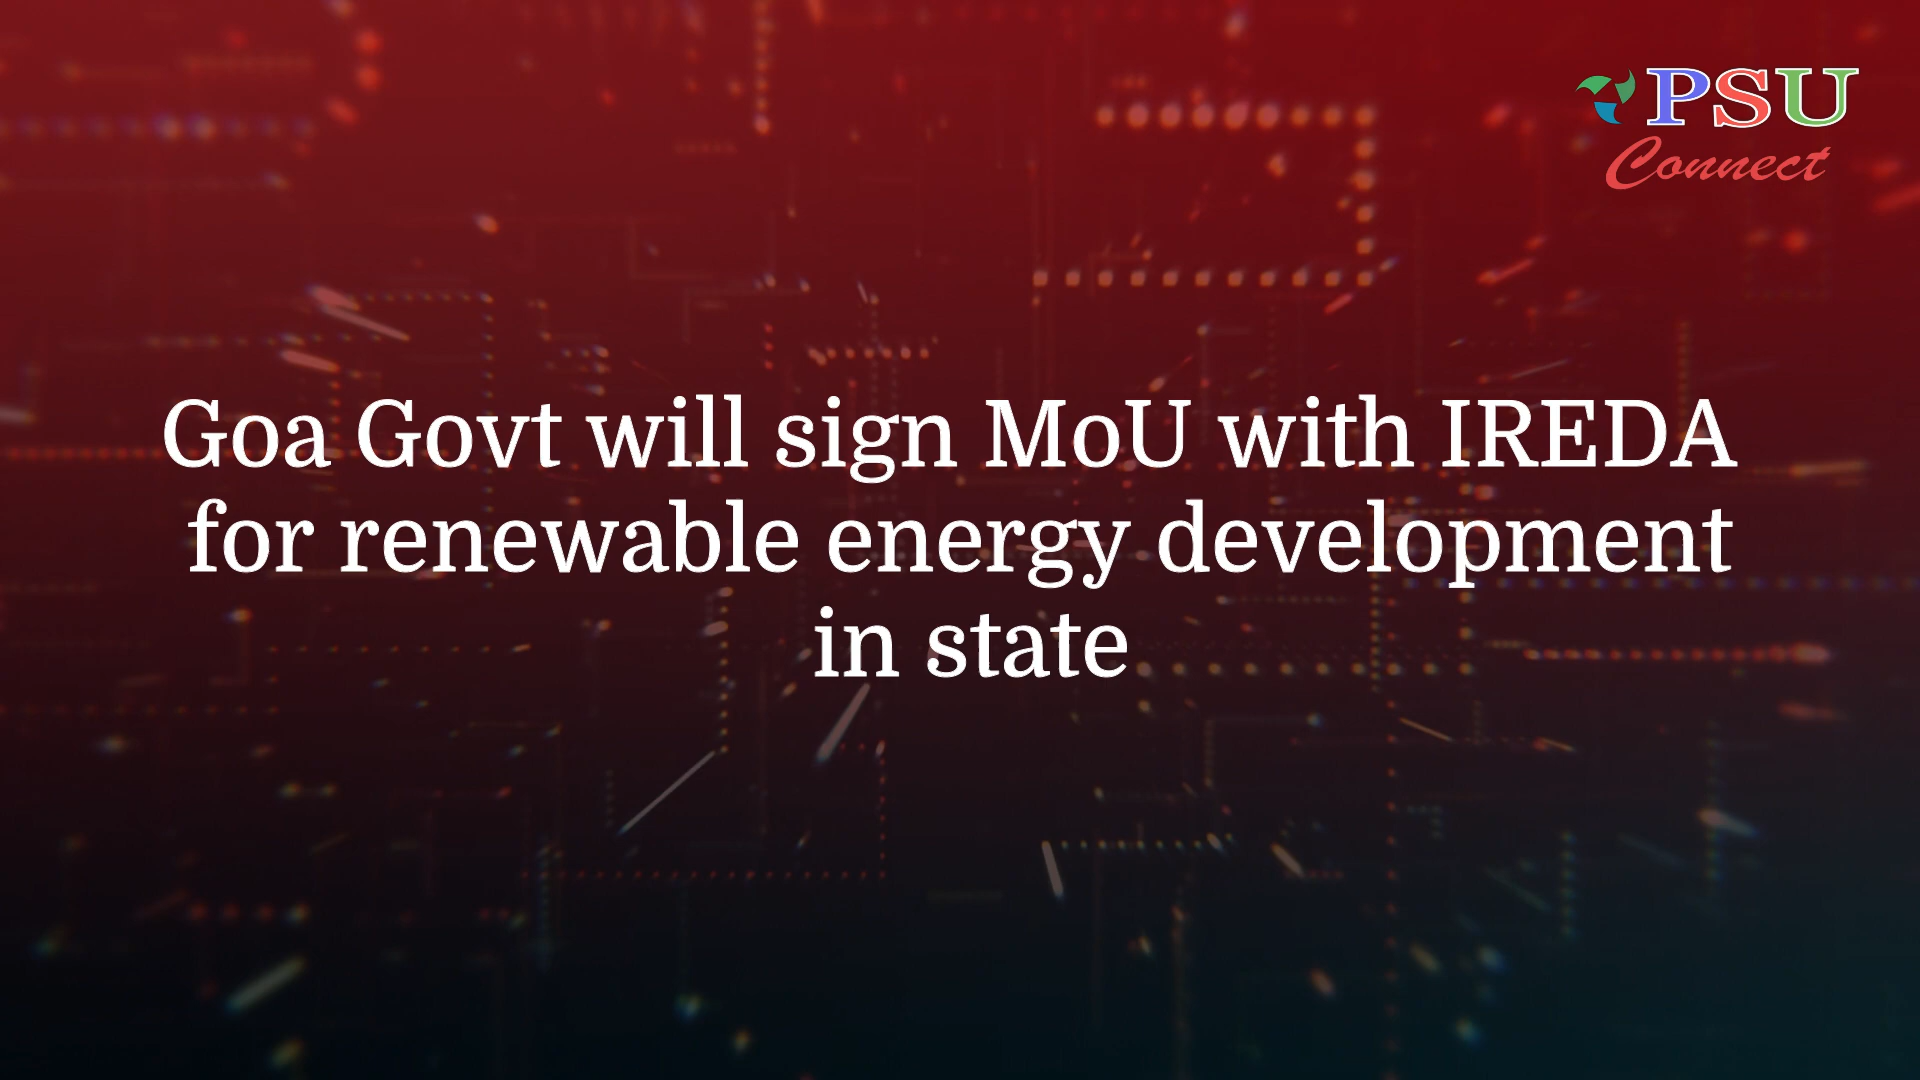 PSU
Connect
Goa Govt will sign MoU with IREDA
for renewable energy development
in state